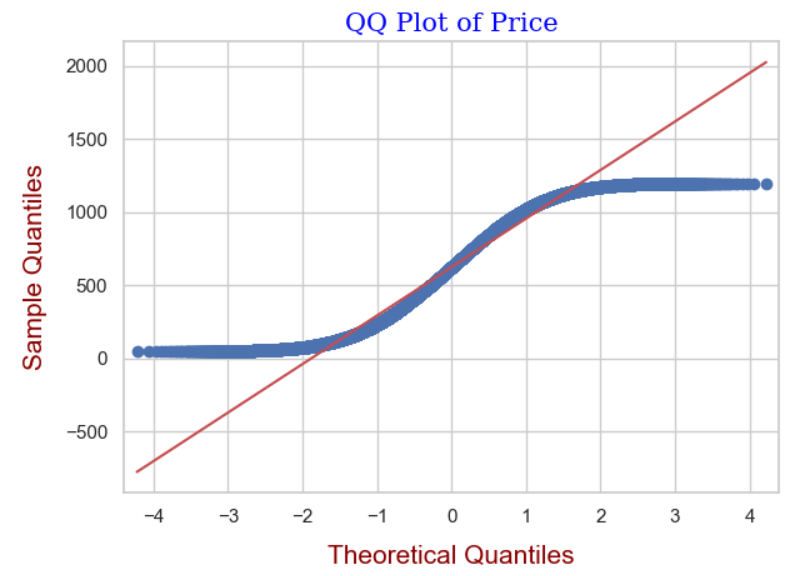 QQ Plot of Price
2000
1500
1000
500
0
−500
Sample Quantiles
−4 −3 −2 −1 0 1 2 3 4
Theoretical Quantiles